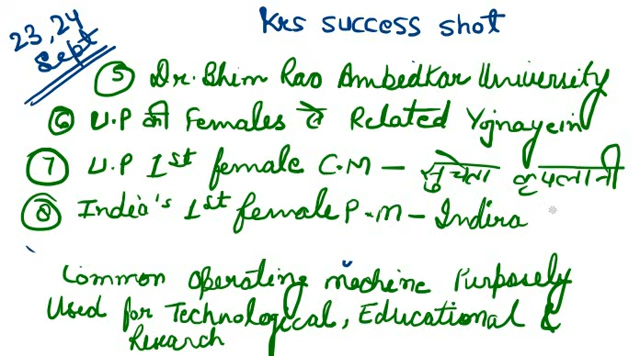 Krs success shot
23, 24
Sept
5 Dr. Bhim Rao Ambedkar University
6 U.P की Females से Related Yojnayein
7 U.P 1st female C.M – सुचेता कृपलानी
8 India's 1st female P.M – Indira
Common Operating Machine Purposely
Used for Technological, Educational &
Research